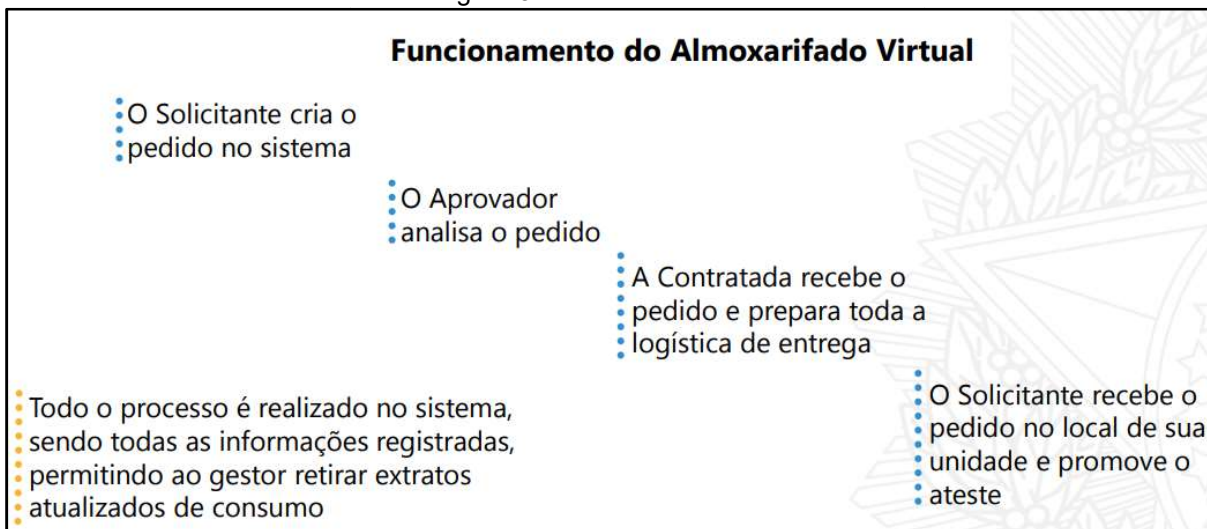 Funcionamento do Almoxarifado Virtual
O Solicitante cria o
pedido no sistema
O Aprovador
analisa o pedido
A Contratada recebe o
pedido e prepara toda a
logística de entrega
O Solicitante recebe o
pedido no local de sua
unidade e promove o
ateste
Todo o processo é realizado no sistema,
sendo todas as informações registradas,
permitindo ao gestor retirar extratos
atualizados de consumo